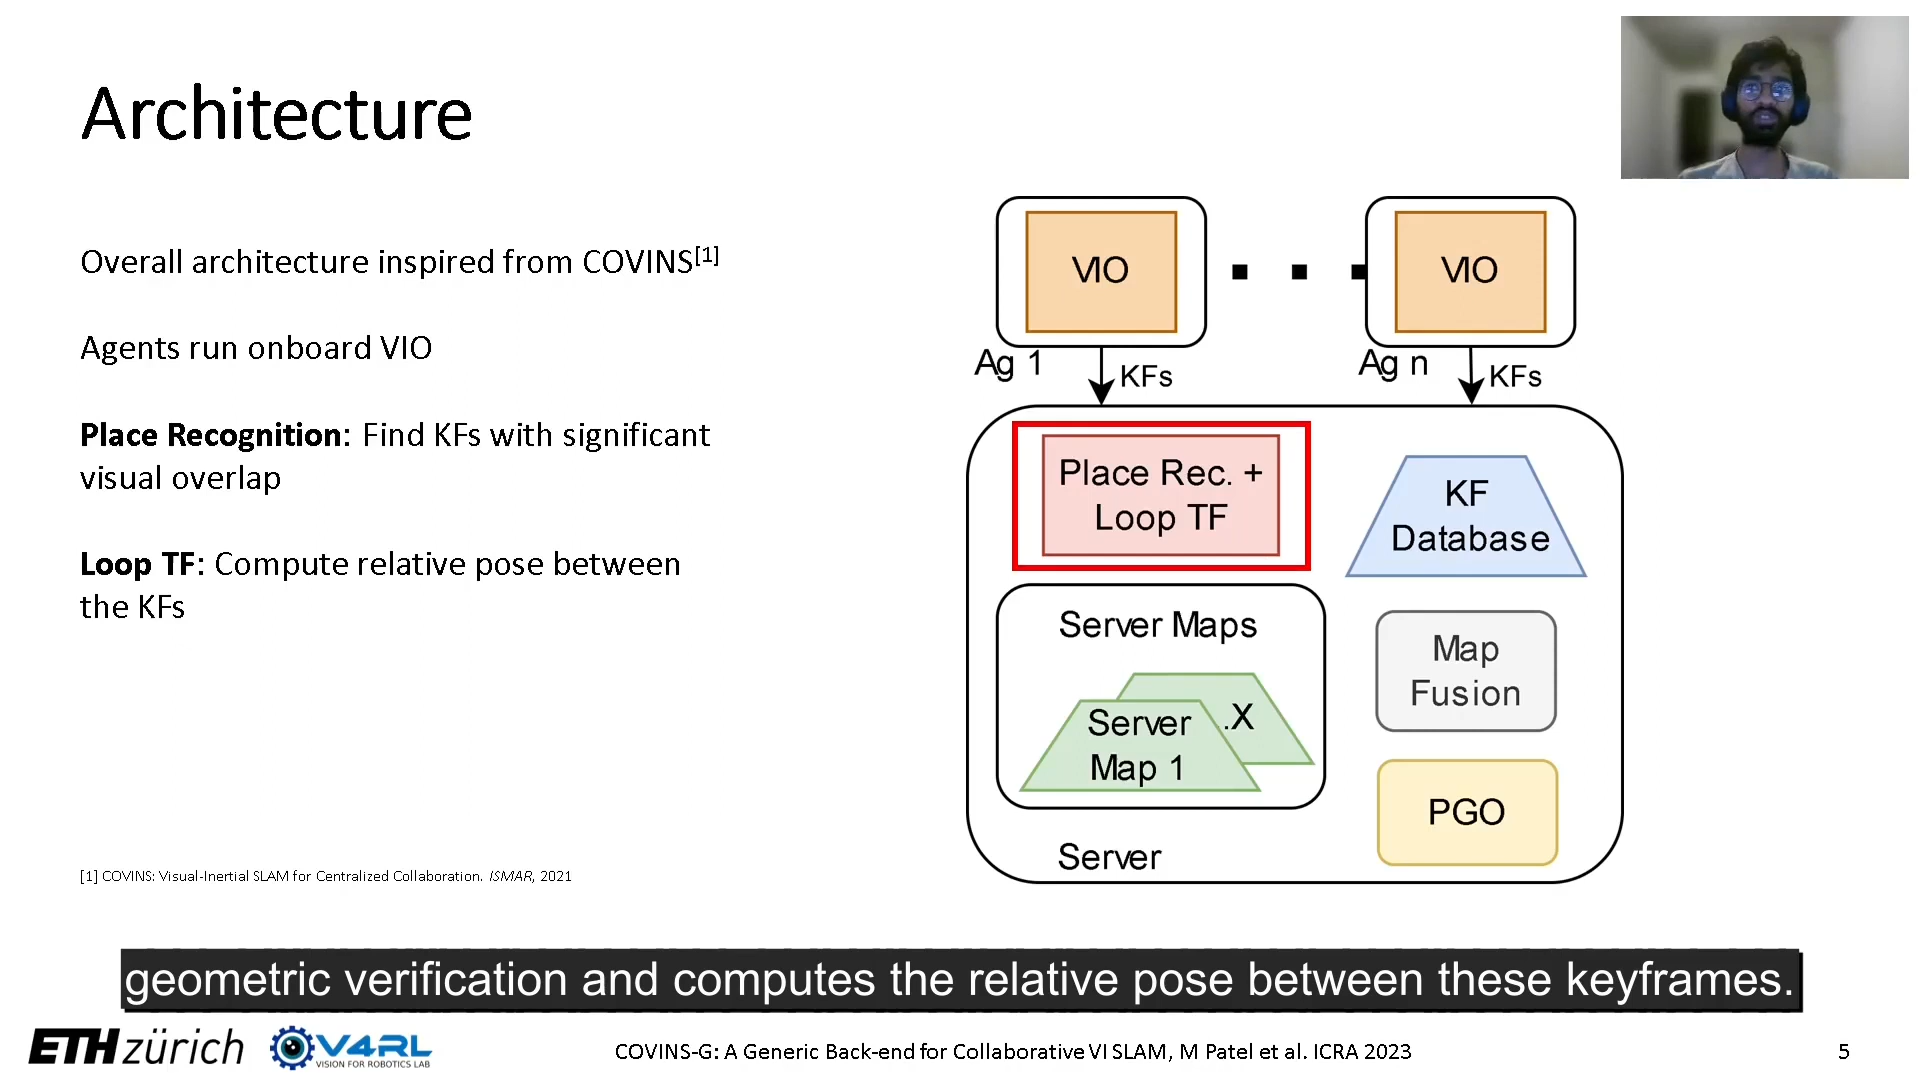 Architecture
Overall architecture inspired from COVINS[1]
Agents run onboard VIO
Place Recognition: Find KFs with significant
visual overlap
Loop TF: Compute relative pose between
the KFs
[1] COVINS: Visual-Inertial SLAM for Centralized Collaboration. ISMAR, 2021
VIO
VIO
Ag 1
KFs
Ag n
KFs
Place Rec. +
Loop TF
KF
Database
Server Maps
Server
Map 1
.X
Map
Fusion
PGO
Server
geometric verification and computes the relative pose between these keyframes.
ETH zürich
V4RL
VISION FOR ROBOTICS LAB
COVINS-G: A Generic Back-end for Collaborative VI SLAM, M Patel et al. ICRA 2023
5